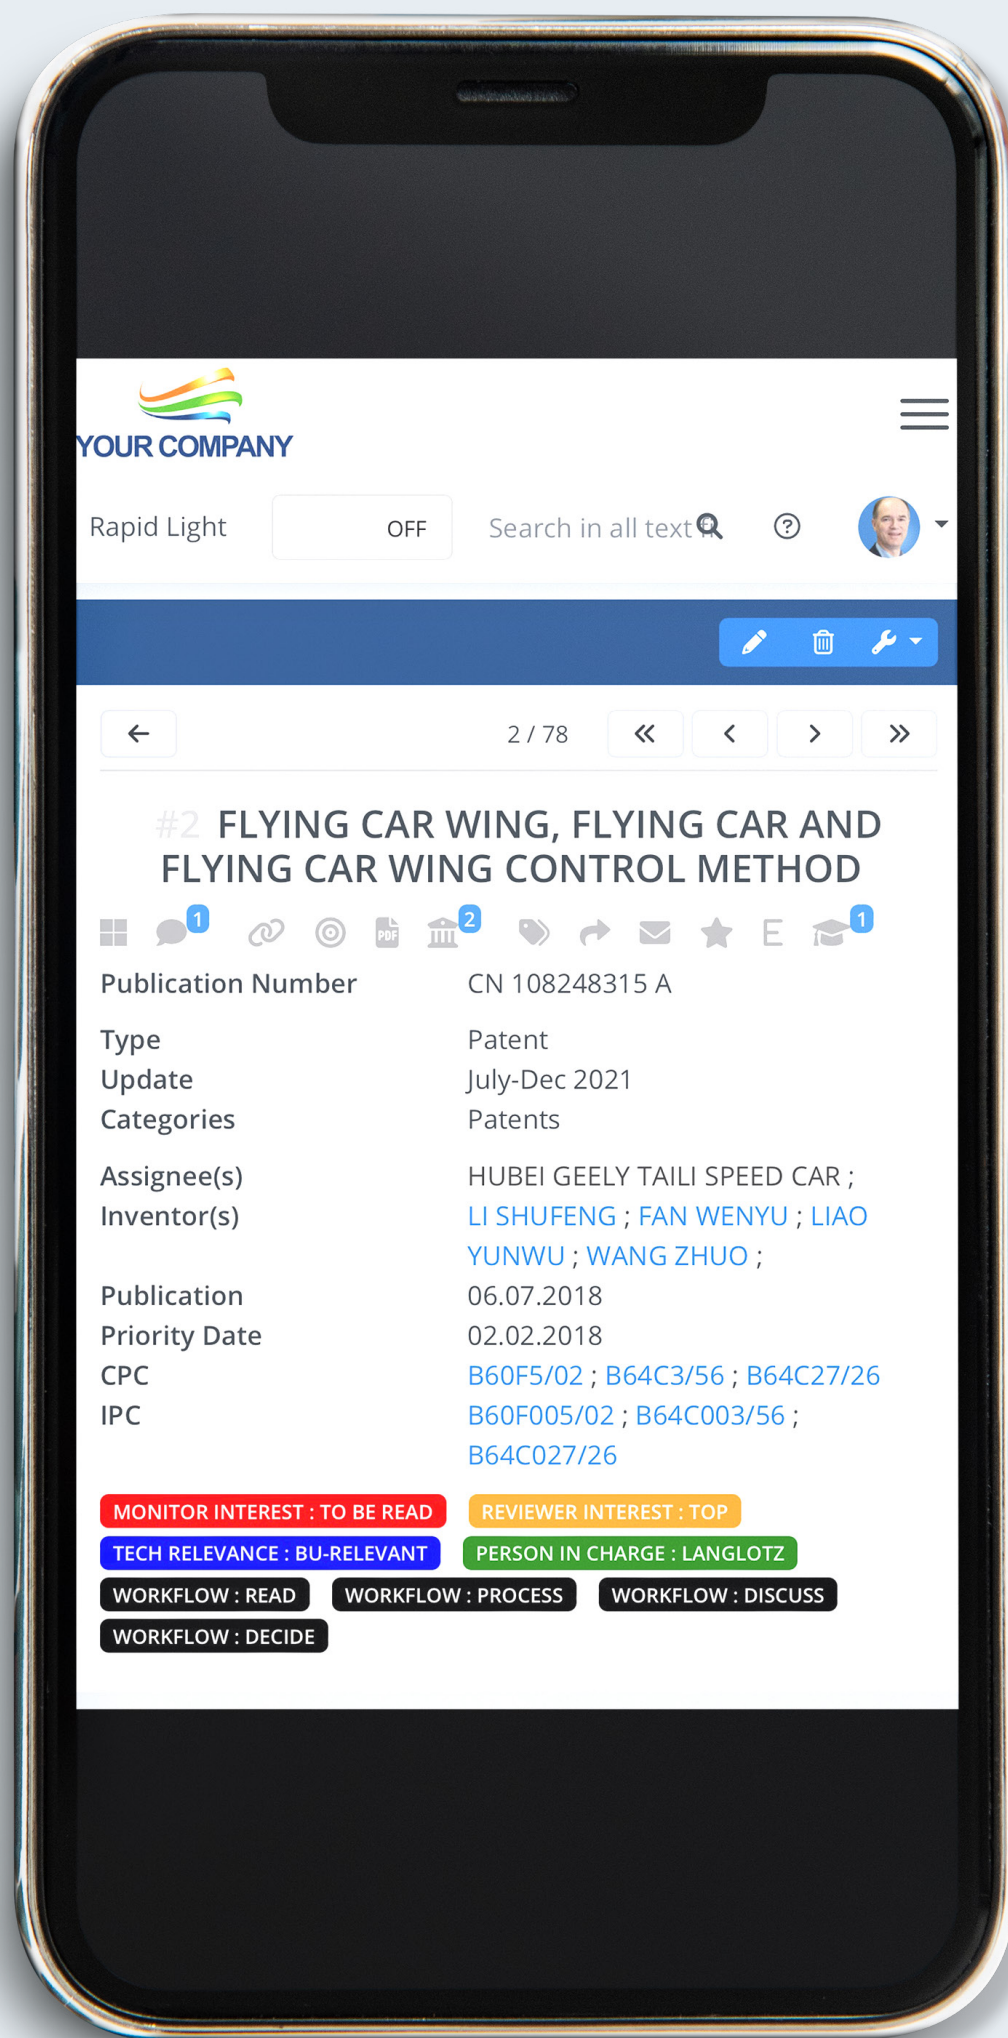 YOUR COMPANY
Rapid Light OFF Search in all text fi
2 / 78
#2 FLYING CAR WING, FLYING CAR AND
FLYING CAR WING CONTROL METHOD
1 PDF 2 E 1
Publication Number CN 108248315 A
Type Patent
Update July-Dec 2021
Categories Patents
Assignee(s) HUBEI GEELY TAILI SPEED CAR ;
Inventor(s) LI SHUFENG ; FAN WENYU ; LIAO
YUNWU ; WANG ZHUO ;
Publication 06.07.2018
Priority Date 02.02.2018
CPC B60F5/02 ; B64C3/56 ; B64C27/26
IPC B60F005/02 ; B64C003/56 ;
B64C027/26
MONITOR INTEREST : TO BE READ REVIEWER INTEREST : TOP
TECH RELEVANCE : BU-RELEVANT PERSON IN CHARGE : LANGLOTZ
WORKFLOW : READ WORKFLOW : PROCESS WORKFLOW : DISCUSS
WORKFLOW : DECIDE